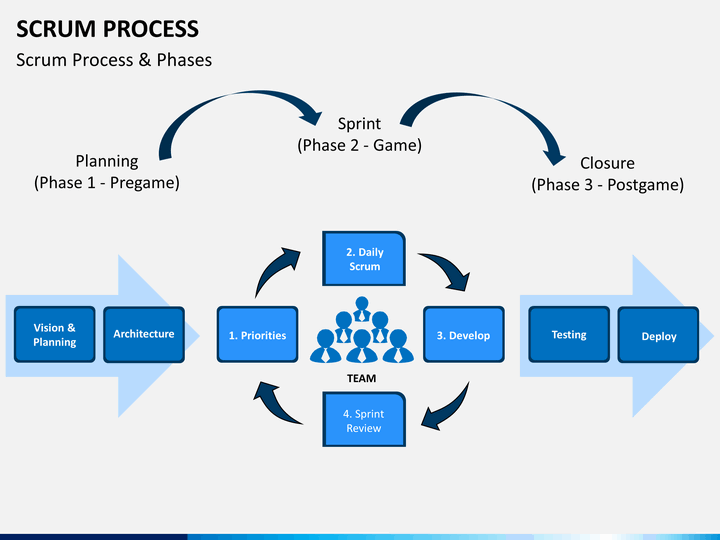 SCRUM PROCESS
Scrum Process & Phases
Planning
(Phase 1 - Pregame)
Sprint
(Phase 2 - Game)
Closure
(Phase 3 - Postgame)
Vision &
Planning
Architecture
1. Priorities
2. Daily
Scrum
3. Develop
TEAM
4. Sprint
Review
Testing
Deploy